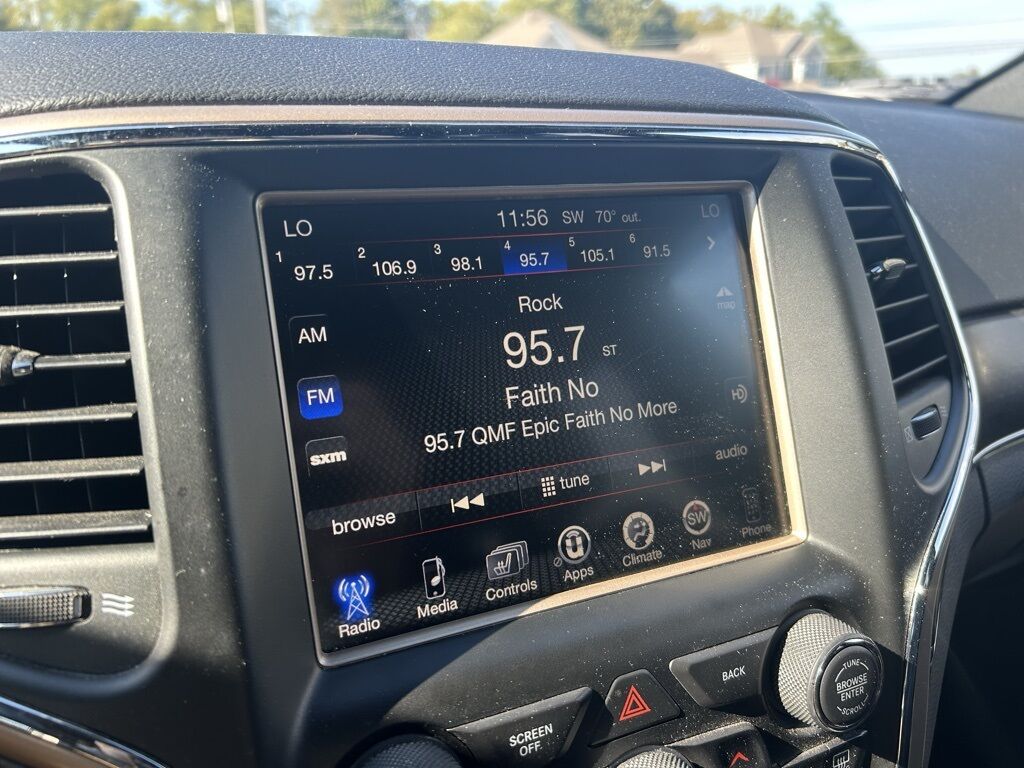 LO 11:56 SW 70° out. LO
1 97.5 2 106.9 3 98.1 4 95.7 5 105.1 6 91.5
map
Rock
AM
95.7 ST
FM
Faith No
HD
95.7 QMF Epic Faith No More
sxm
browse tune audio
Radio Media Controls Apps Climate SW Nav Phone
BACK
TUNE
BROWSE
ENTER
SCROLL
SCREEN
OFF